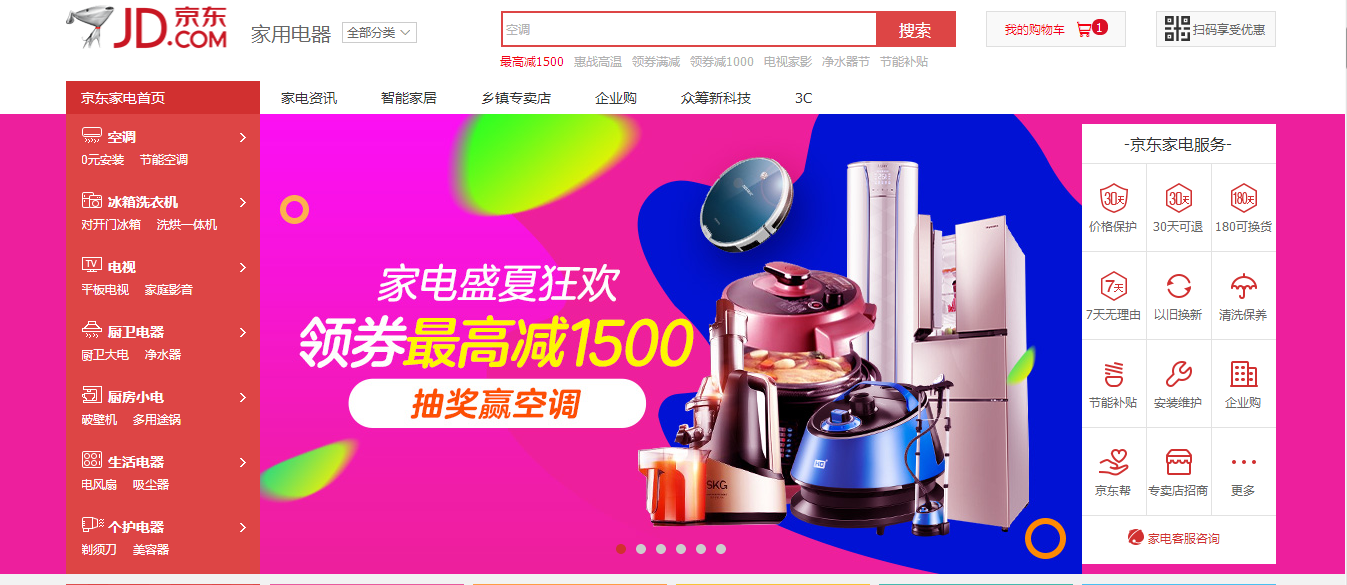 JD.COM 京东
家用电器
全部分类
空调
搜索
我的购物车
1
扫码享受优惠
最高减1500 惠战高温 领券满减 领券减1000 电视家影 净水器节 节能补贴
京东家电首页
家电资讯 智能家居 乡镇专卖店 企业购 众筹新科技 3C
空调
0元安装 节能空调
冰箱洗衣机
对开门冰箱 洗烘一体机
TV
电视
平板电视 家庭影音
厨卫电器
厨卫大电 净水器
厨房小电
破壁机 多用途锅
生活电器
电风扇 吸尘器
个护电器
剃须刀 美容器
家电盛夏狂欢
领券最高减1500
抽奖赢空调
SKG
-京东家电服务-
30天 30天 180天
价格保护 30天可退 180可换货
7天
7天无理由 以旧换新 清洗保养
节能补贴 安装维护 企业购
京东帮 专卖店招商 更多
家电客服咨询